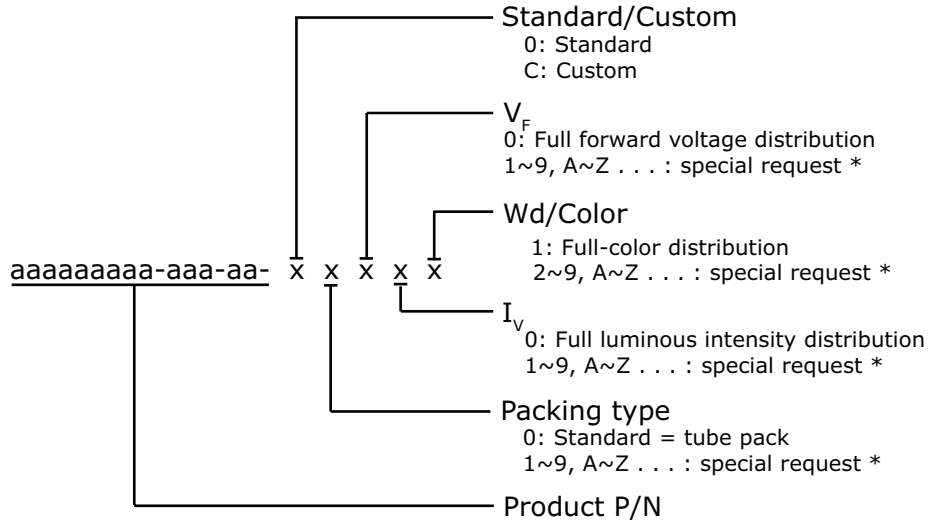 Standard/Custom
0: Standard
C: Custom
VF
0: Full forward voltage distribution
1~9, A~Z . . . : special request *
Wd/Color
1: Full-color distribution
2~9, A~Z . . . : special request *
aaaaaaaaa-aaa-aa- x x x x x
IV
0: Full luminous intensity distribution
1~9, A~Z . . . : special request *
Packing type
0: Standard = tube pack
1~9, A~Z . . . : special request *
Product P/N